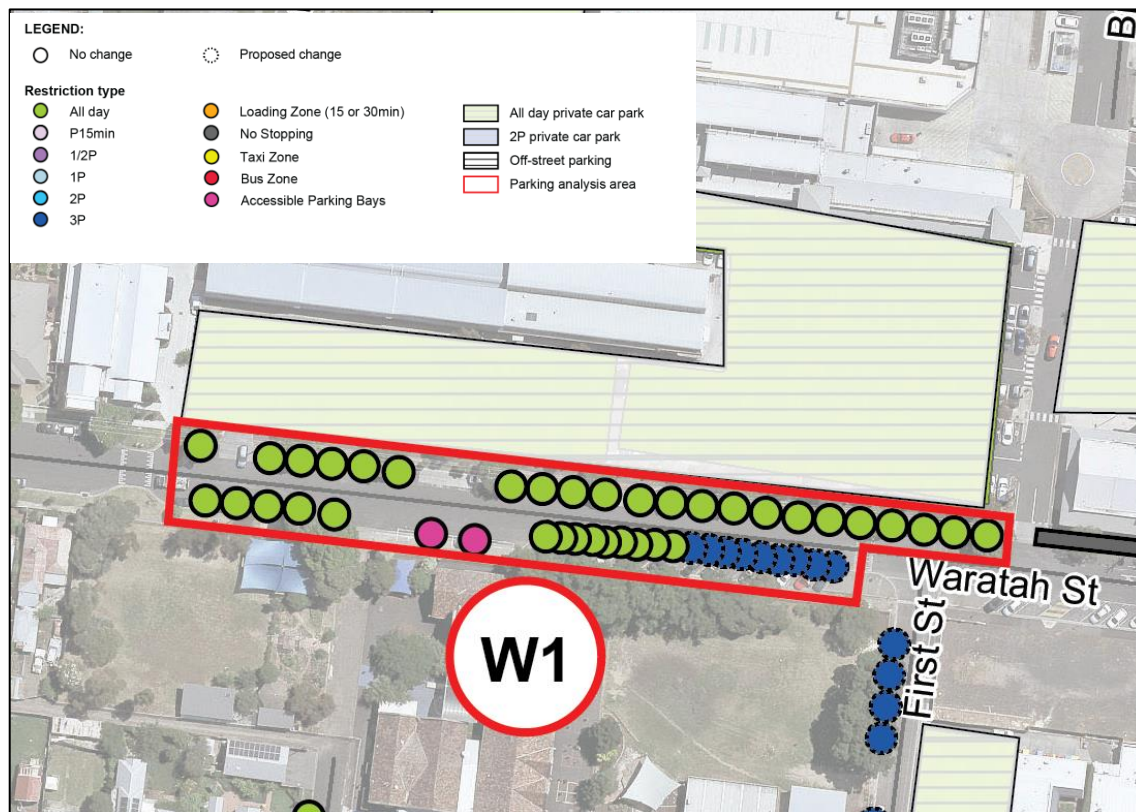 LEGEND:
No change
Proposed change
Restriction type
All day
P15min
1/2P
1P
2P
3P
Loading Zone (15 or 30min)
No Stopping
Taxi Zone
Bus Zone
Accessible Parking Bays
All day private car park
2P private car park
Off-street parking
Parking analysis area
B
Waratah St
First St
W1